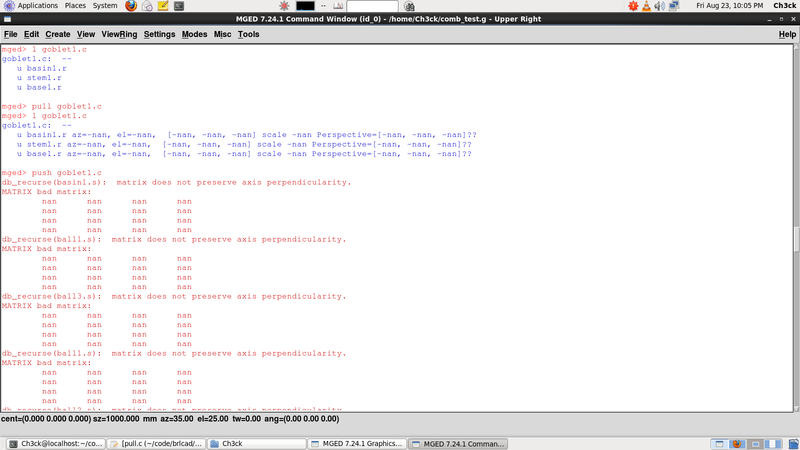 Applications Places System
Fri Aug 23, 10:05 PM Ch3ck
MGED 7.24.1 Command Window (id_0) - /home/Ch3ck/comb_test.g - Upper Right
File Edit Create View ViewRing Settings Modes Misc Tools Help
mged> l goblet1.c
goblet1.c: --
u basin1.r
u stem1.r
u base1.r
mged> pull goblet1.c
mged> l goblet1.c
goblet1.c: --
u basin1.r az=-nan, el=-nan, [-nan, -nan, -nan] scale -nan Perspective=[-nan, -nan, -nan]??
u stem1.r az=-nan, el=-nan, [-nan, -nan, -nan] scale -nan Perspective=[-nan, -nan, -nan]??
u base1.r az=-nan, el=-nan, [-nan, -nan, -nan] scale -nan Perspective=[-nan, -nan, -nan]??
mged> push goblet1.c
db_recurse(basin1.s): matrix does not preserve axis perpendicularity.
MATRIX bad matrix:
nan nan nan nan
nan nan nan nan
nan nan nan nan
nan nan nan nan
db_recurse(ball1.s): matrix does not preserve axis perpendicularity.
MATRIX bad matrix:
nan nan nan nan
nan nan nan nan
nan nan nan nan
nan nan nan nan
db_recurse(ball3.s): matrix does not preserve axis perpendicularity.
MATRIX bad matrix:
nan nan nan nan
nan nan nan nan
nan nan nan nan
nan nan nan nan
db_recurse(ball1.s): matrix does not preserve axis perpendicularity.
MATRIX bad matrix:
nan nan nan nan
nan nan nan nan
nan nan nan nan
nan nan nan nan
cent=(0.000 0.000 0.000) sz=1000.000 mm az=35.00 el=25.00 tw=0.00 ang=(0.00 0.00 0.00)
Ch3ck@localhost:~/co... [pull.c (~/code/brlcad/... Ch3ck MGED 7.24.1 Graphics... MGED 7.24.1 Comman...